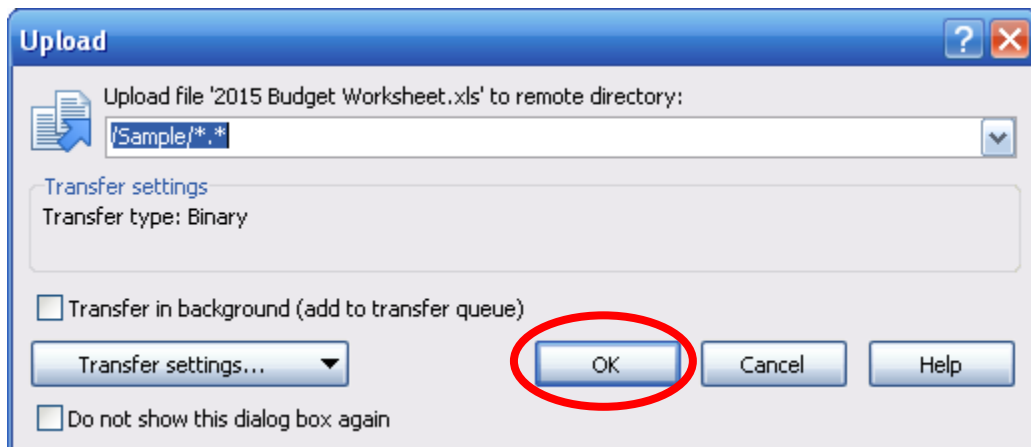 Upload
Upload file '2015 Budget Worksheet.xls' to remote directory:
/Sample/*.*
Transfer settings
Transfer type: Binary
Transfer in background (add to transfer queue)
Transfer settings... OK Cancel Help
Do not show this dialog box again